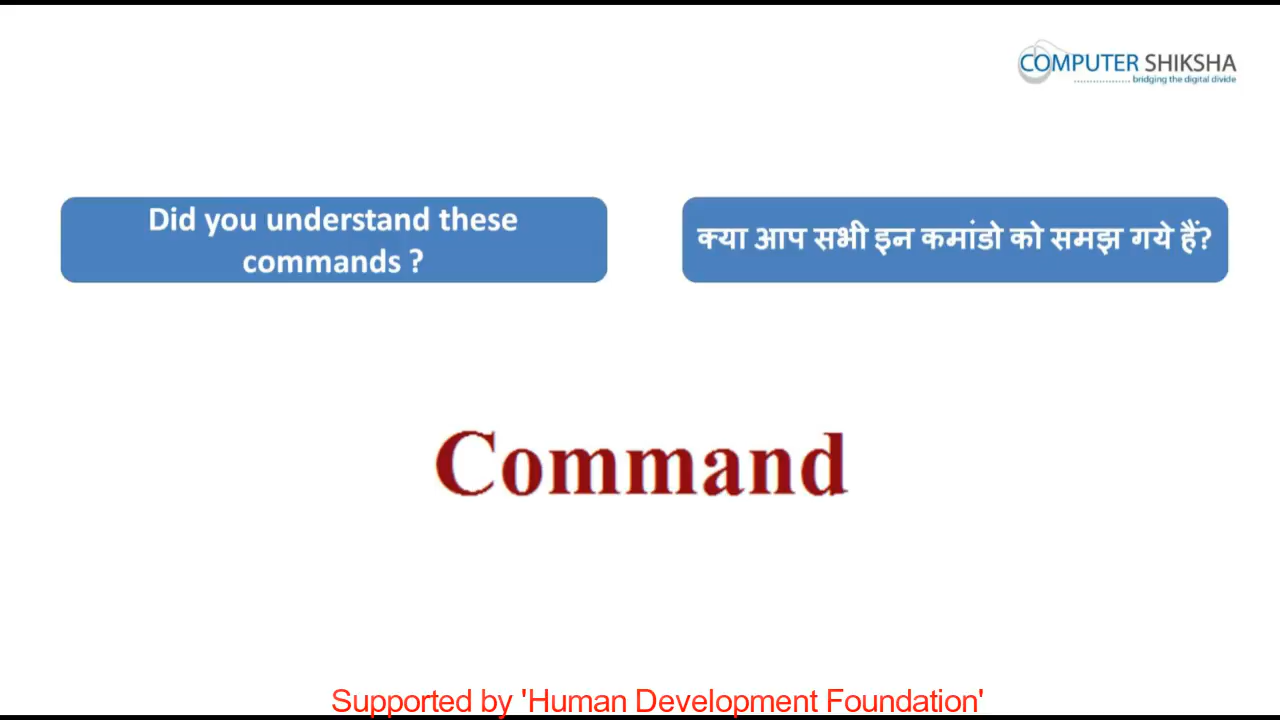 COMPUTER SHIKSHA
bridging the digital divide
Did you understand these
commands ?
क्या आप सभी इन कमांडो को समझ गये हैं?
Command
Supported by 'Human Development Foundation'